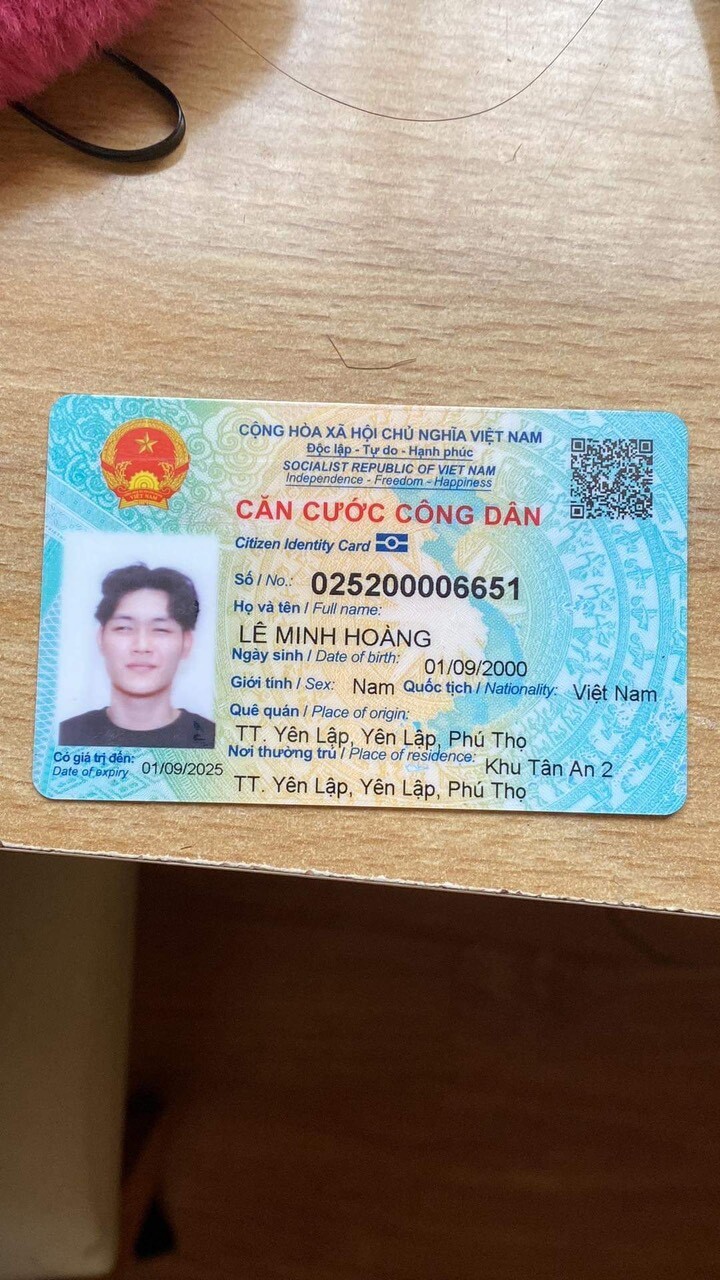 CỘNG HÒA XÃ HỘI CHỦ NGHĨA VIỆT NAM
Độc lập - Tự do - Hạnh phúc
SOCIALIST REPUBLIC OF VIET NAM
Independence - Freedom - Happiness
CĂN CƯỚC CÔNG DÂN
Citizen Identity Card
Số / No.: 025200006651
Họ và tên / Full name:
LÊ MINH HOÀNG
Ngày sinh / Date of birth: 01/09/2000
Giới tính / Sex: Nam Quốc tịch / Nationality: Việt Nam
Quê quán / Place of origin:
TT. Yên Lập, Yên Lập, Phú Thọ
Nơi thường trú / Place of residence: Khu Tân An 2
TT. Yên Lập, Yên Lập, Phú Thọ
Có giá trị đến: 01/09/2025
Date of expiry
VIỆT NAM